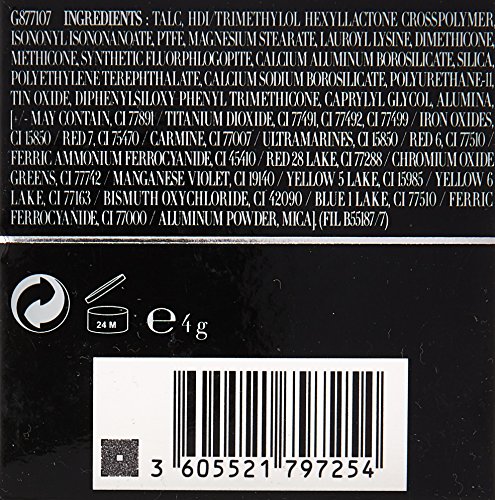 G877107 INGREDIENTS : TALC, HDI/TRIMETHYLOL HEXYLLACTONE CROSSPOLYMER,
ISONONYL ISONONANOATE, PTFE, MAGNESIUM STEARATE, LAUROYL LYSINE, DIMETHICONE,
METHICONE, SYNTHETIC FLUORPHLOGOPITE, CALCIUM ALUMINUM BOROSILICATE, SILICA,
POLYETHYLENE TEREPHTHALATE, CALCIUM SODIUM BOROSILICATE, POLYURETHANE-11,
TIN OXIDE, DIPHENYLSILOXY PHENYL TRIMETHICONE, CAPRYLYL GLYCOL, ALUMINA,
[+/- MAY CONTAIN, CI 77891 / TITANIUM DIOXIDE, CI 77491, CI 77492, CI 77499 / IRON OXIDES,
CI 15850 / RED 7, CI 75470 / CARMINE, CI 77007 / ULTRAMARINES, CI 15850 / RED 6, CI 77510 /
FERRIC AMMONIUM FERROCYANIDE, CI 45410 / RED 28 LAKE, CI 77288 / CHROMIUM OXIDE
GREENS, CI 77742 / MANGANESE VIOLET, CI 19140 / YELLOW 5 LAKE, CI 15985 / YELLOW 6
LAKE, CI 77163 / BISMUTH OXYCHLORIDE, CI 42090 / BLUE 1 LAKE, CI 77510 / FERRIC
FERROCYANIDE, CI 77000 / ALUMINUM POWDER, MICA]. (FIL B55187/7)
24 M
e 4 g
3 605521 797254